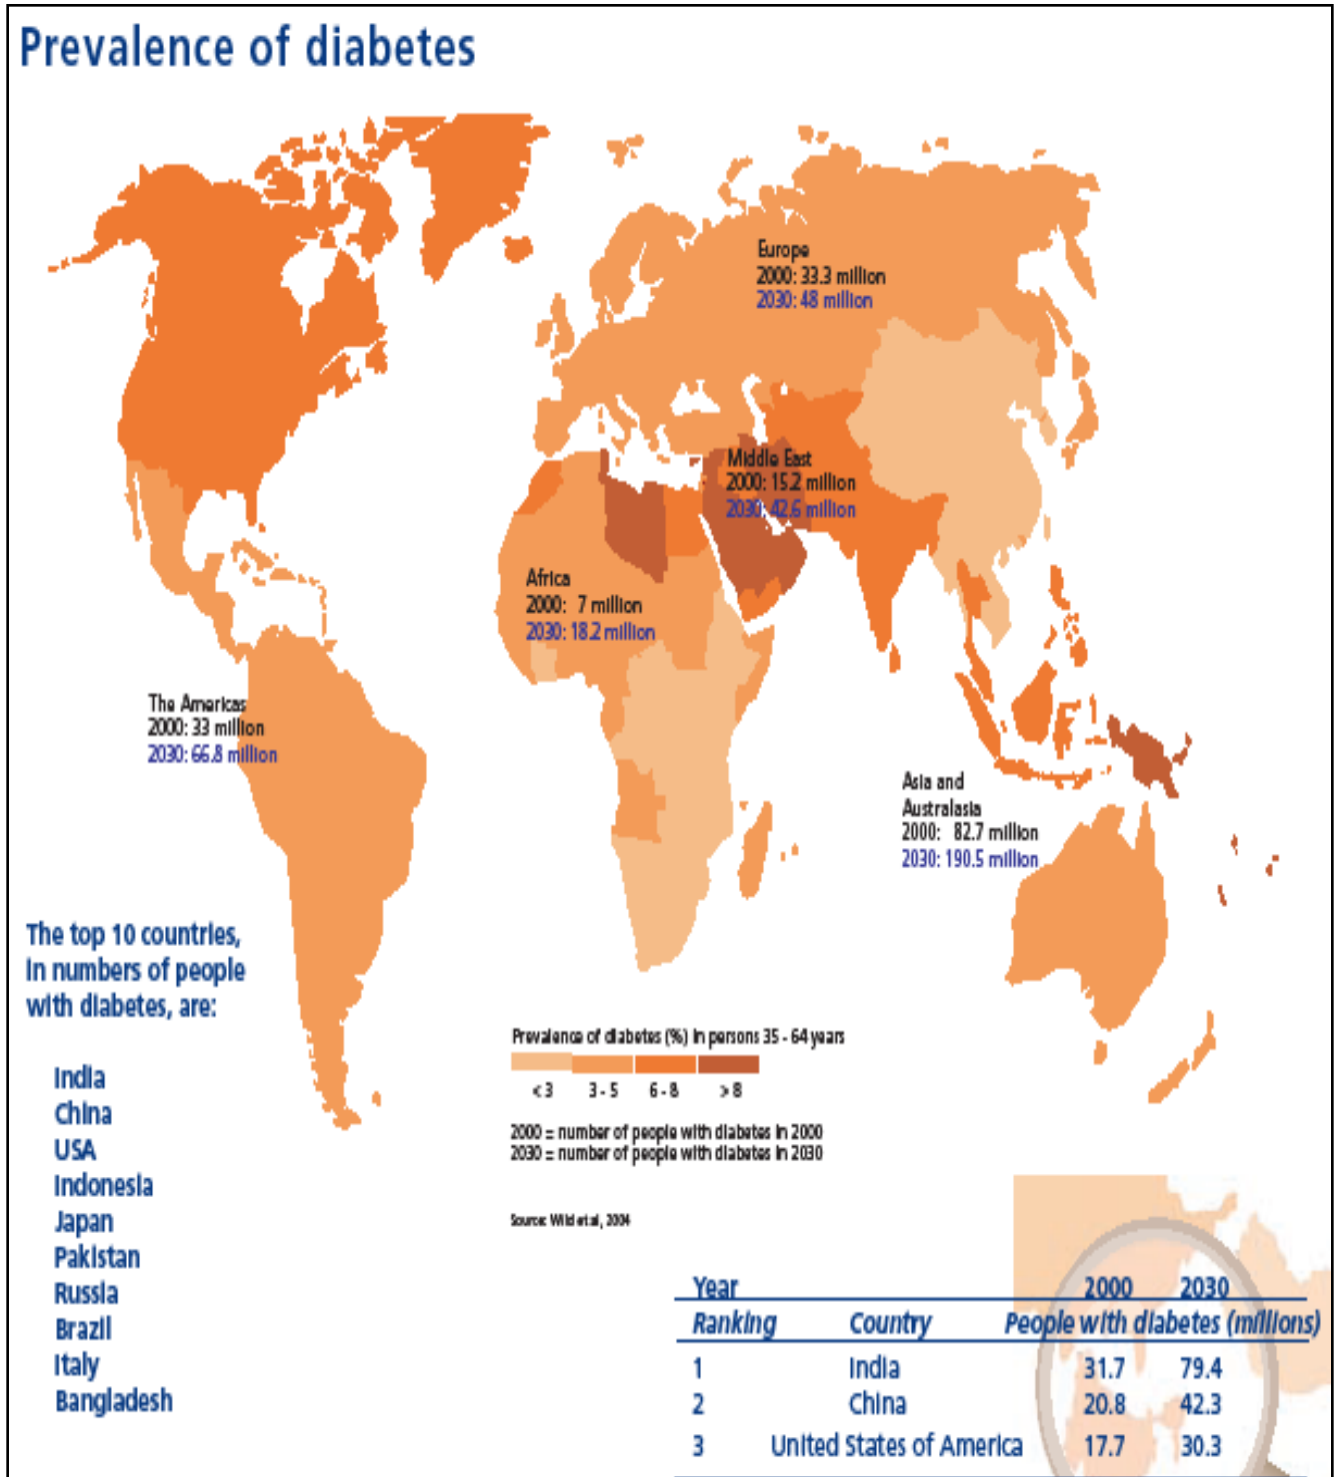 Prevalence of diabetes
Europe
2000: 33.3 million
2030: 48 million
Middle East
2000: 15.2 million
2030: 42.6 million
Africa
2000: 7 million
2030: 18.2 million
The Americas
2000: 33 million
2030: 66.8 million
Asia and
Australasia
2000: 82.7 million
2030: 190.5 million
The top 10 countries,
in numbers of people
with diabetes, are:
India
China
USA
Indonesia
Japan
Pakistan
Russia
Brazil
Italy
Bangladesh
Prevalence of diabetes (%) in persons 35 - 64 years
< 3 3 - 5 6 - 8 > 8
2000 = number of people with diabetes in 2000
2030 = number of people with diabetes in 2030
Source: Wild et al, 2004
Year 2000 2030
Ranking Country People with diabetes (millions)
1 India 31.7 79.4
2 China 20.8 42.3
3 United States of America 17.7 30.3